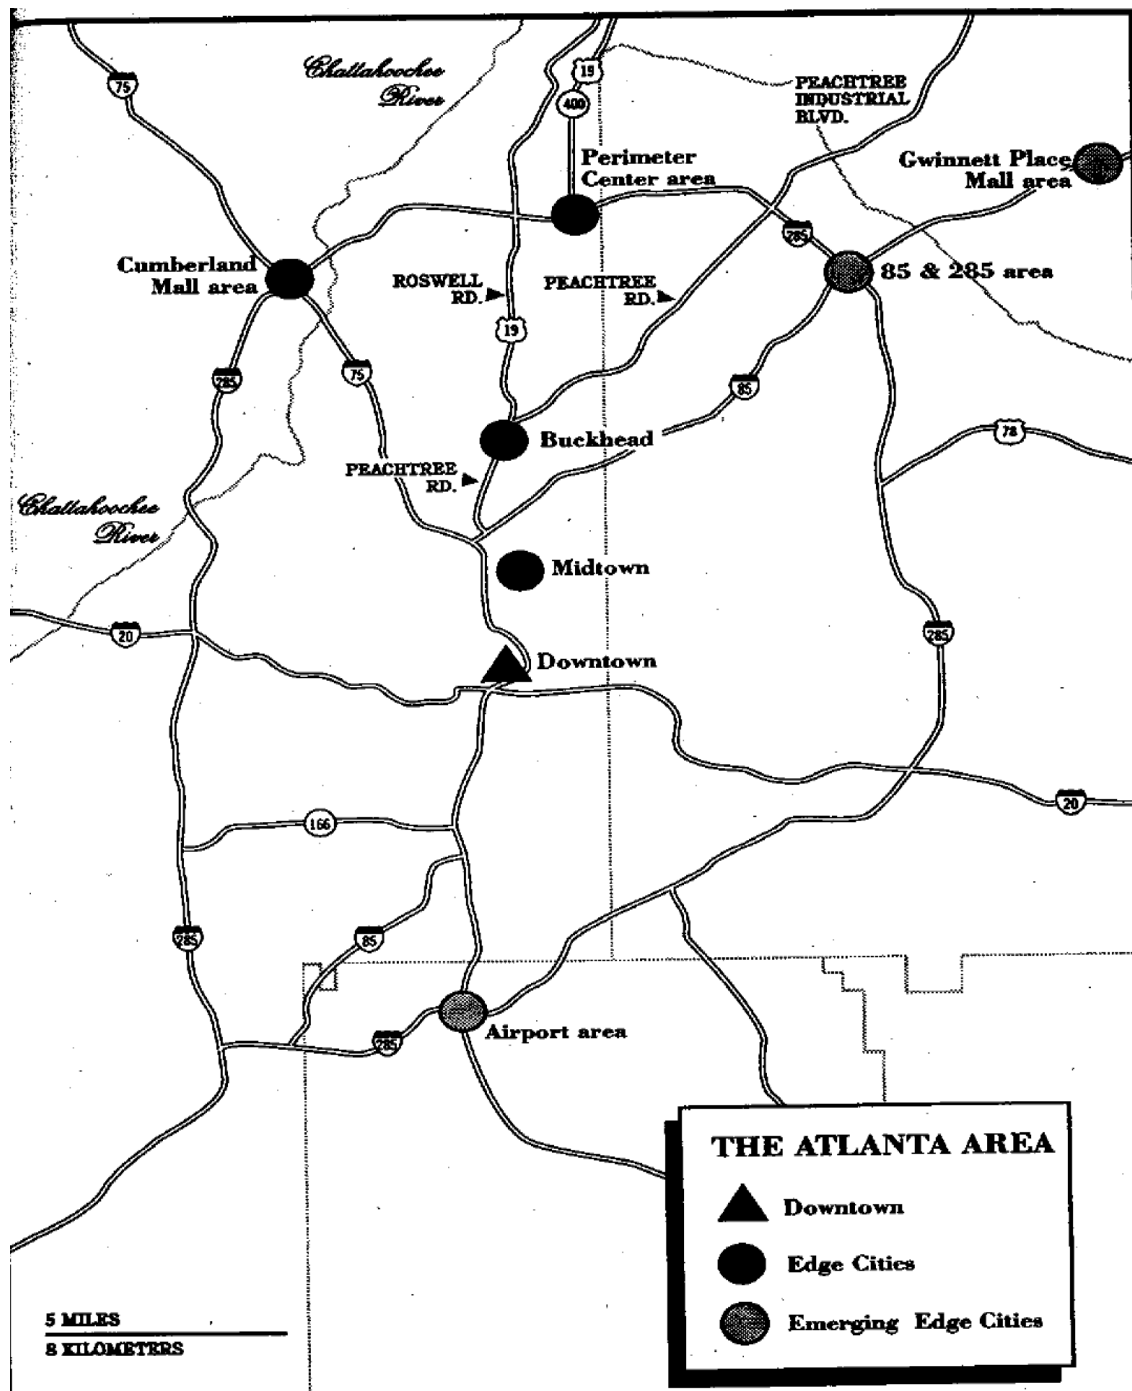 19
75
Chattahoochee
River
400
PEACHTREE
INDUSTRIAL
BLVD.
Perimeter
Center area
Gwinnett Place
Mall area
285
Cumberland
Mall area
85 & 285 area
ROSWELL
RD.
PEACHTREE
RD.
19
285
75
85
78
Buckhead
PEACHTREE
RD.
Chattahoochee
River
Midtown
20
285
Downtown
20
166
285
85
Airport area
285
THE ATLANTA AREA
Downtown
Edge Cities
Emerging Edge Cities
5 MILES
8 KILOMETERS